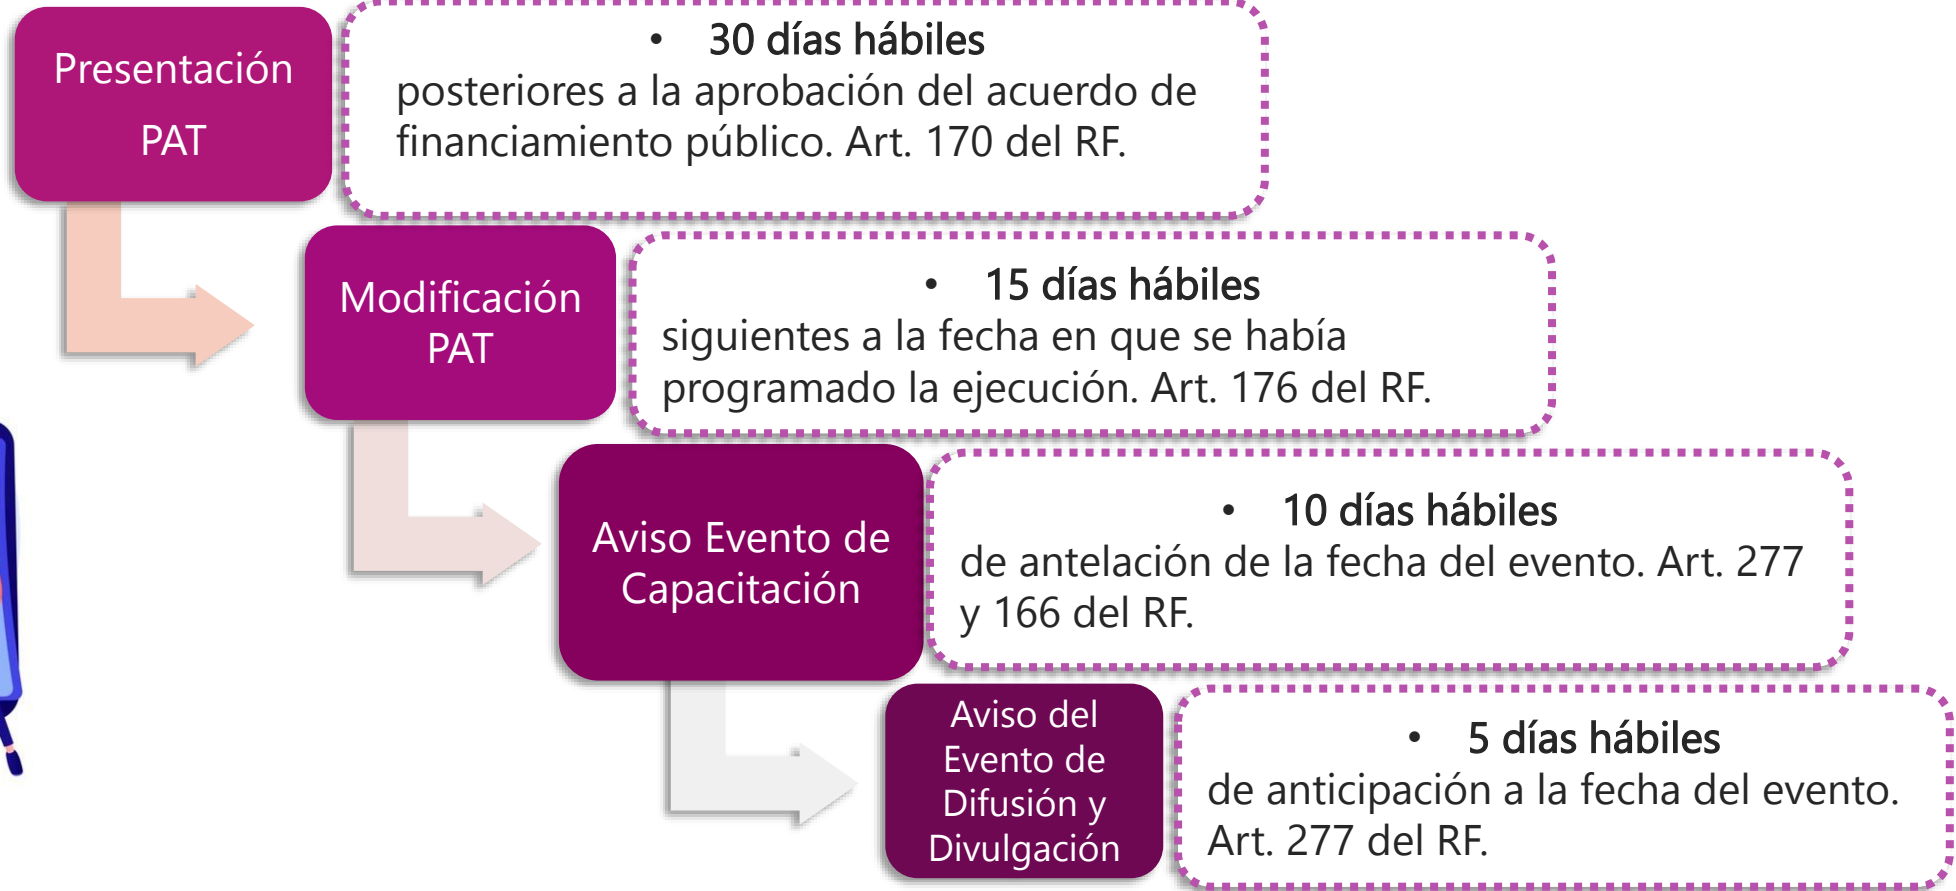 Presentación
PAT
• 30 días hábiles
posteriores a la aprobación del acuerdo de
financiamiento público. Art. 170 del RF.
Modificación
PAT
• 15 días hábiles
siguientes a la fecha en que se había
programado la ejecución. Art. 176 del RF.
Aviso Evento de
Capacitación
• 10 días hábiles
de antelación de la fecha del evento. Art. 277
y 166 del RF.
Aviso del
Evento de
Difusión y
Divulgación
• 5 días hábiles
de anticipación a la fecha del evento.
Art. 277 del RF.